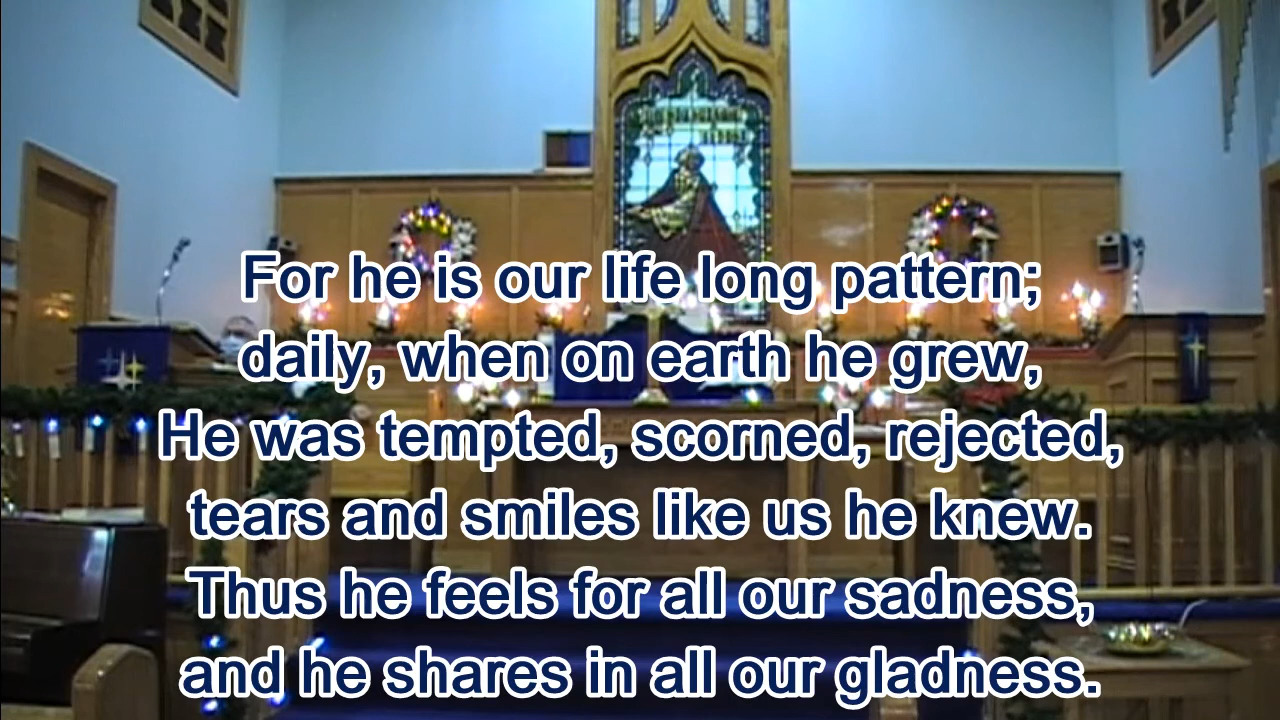 For he is our life long pattern;
daily, when on earth he grew,
He was tempted, scorned, rejected,
tears and smiles like us he knew.
Thus he feels for all our sadness,
and he shares in all our gladness.